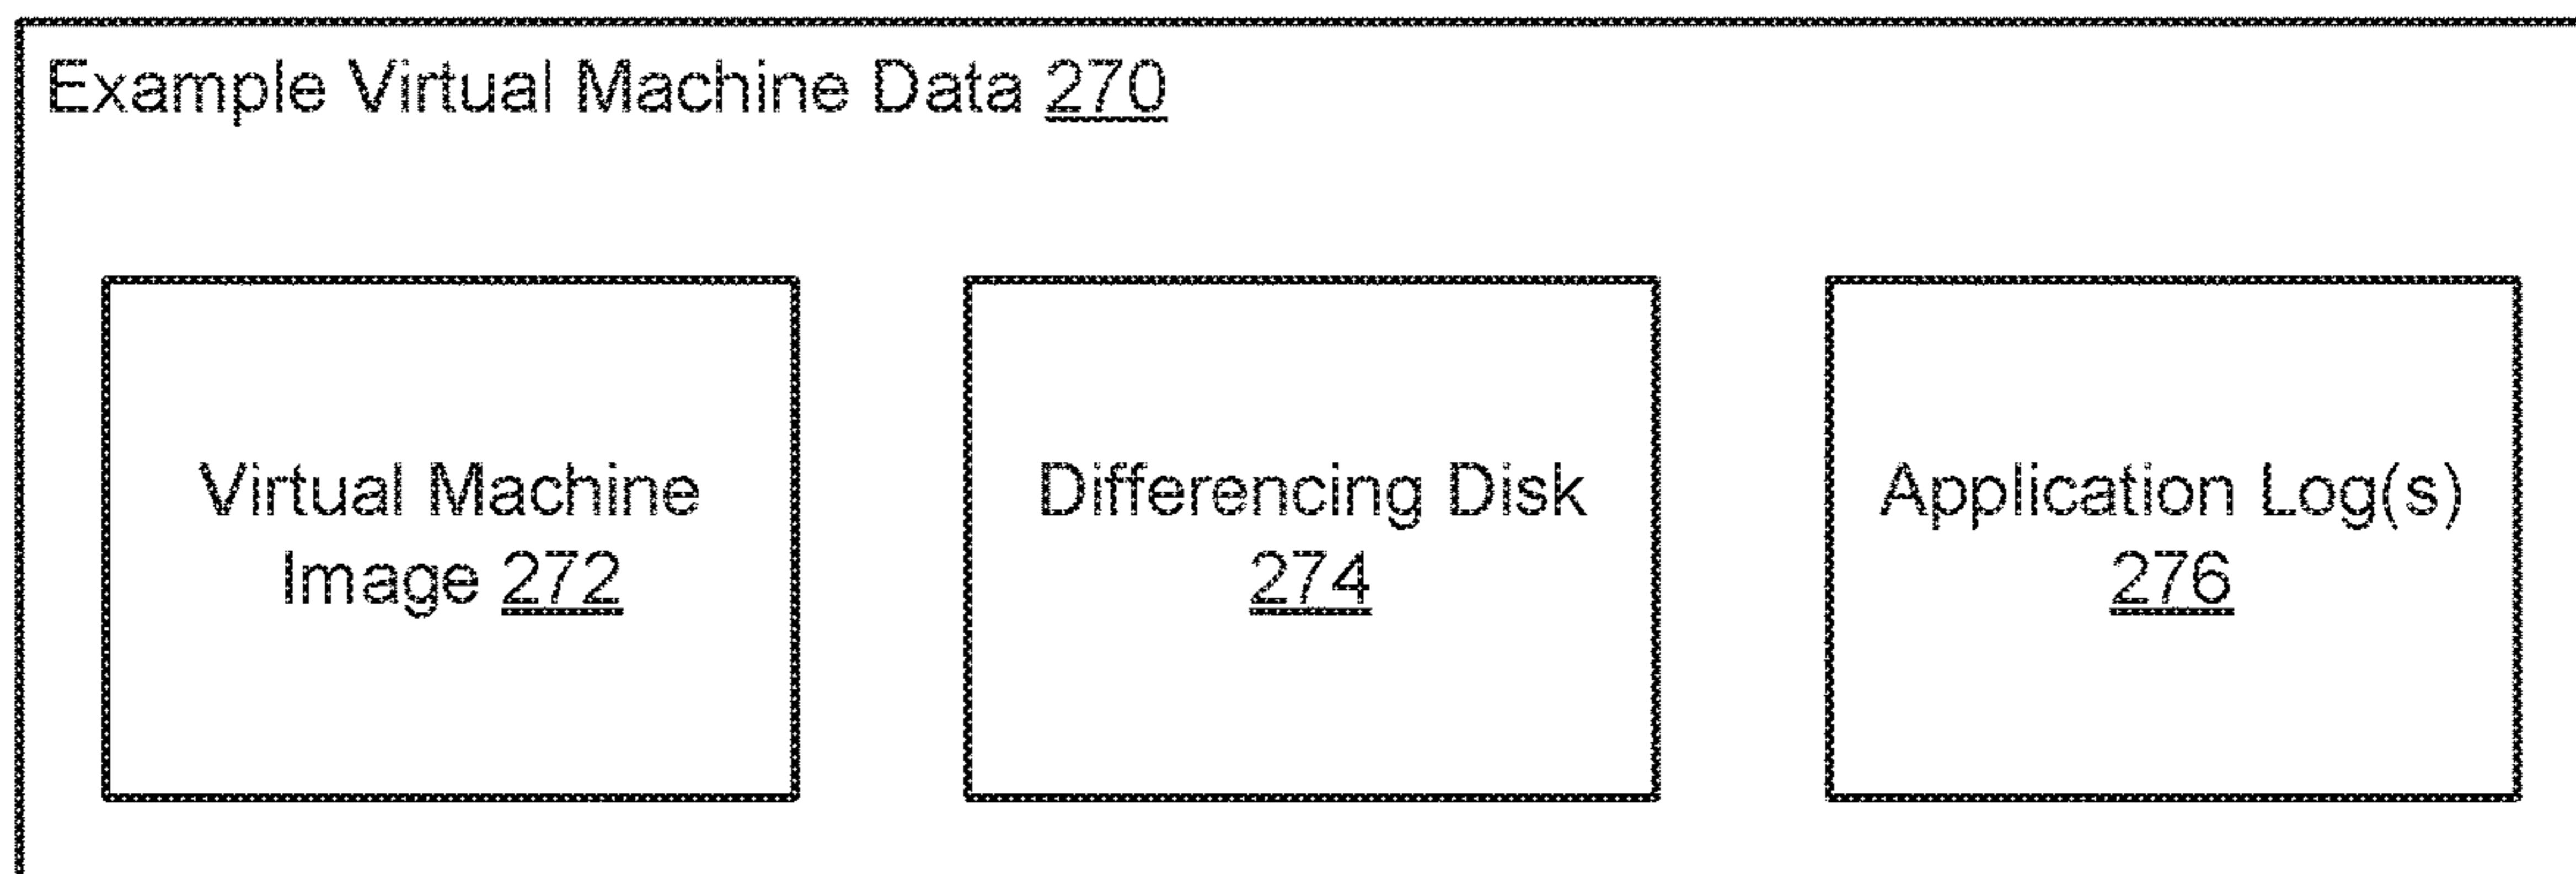 Example Virtual Machine Data 270
Virtual Machine
Image 272
Differencing Disk
274
Application Log(s)
276